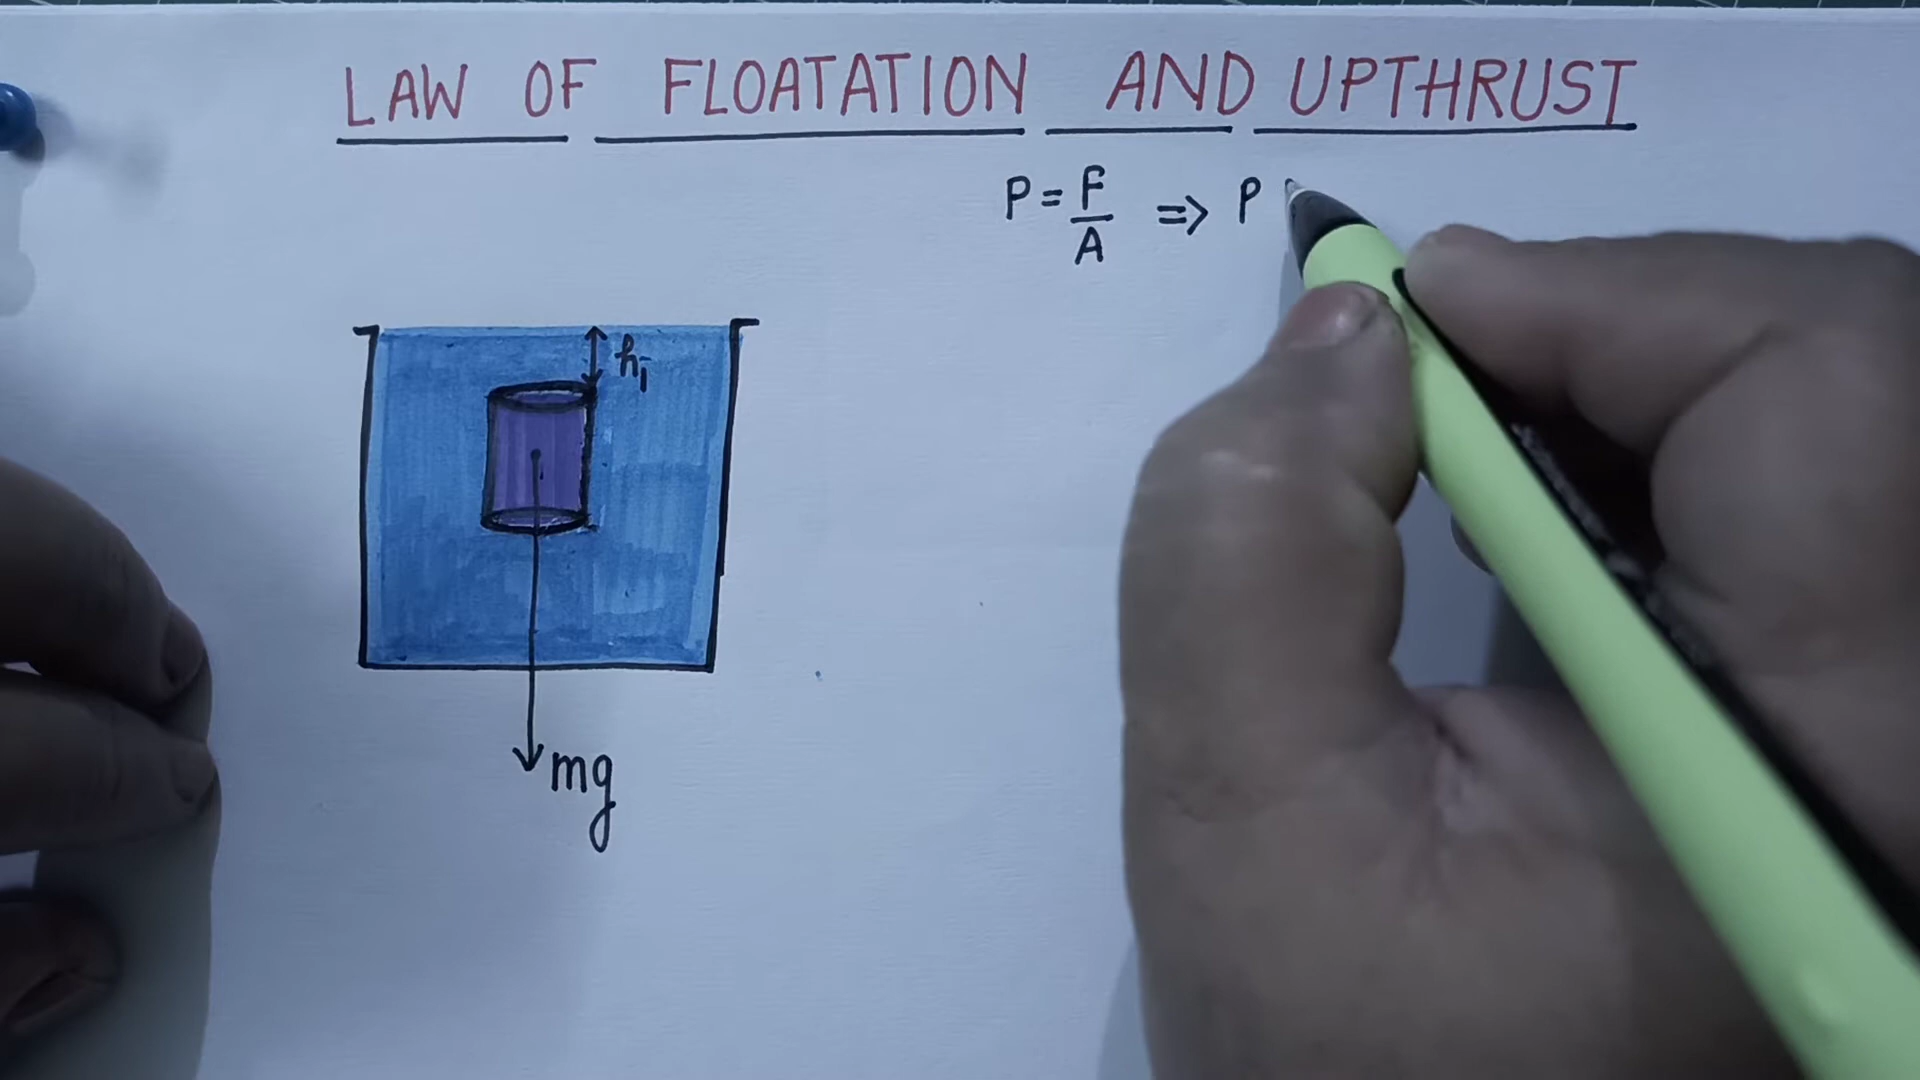 LAW OF FLOATATION AND UPTHRUST
P = F/A => P
h₁
mg